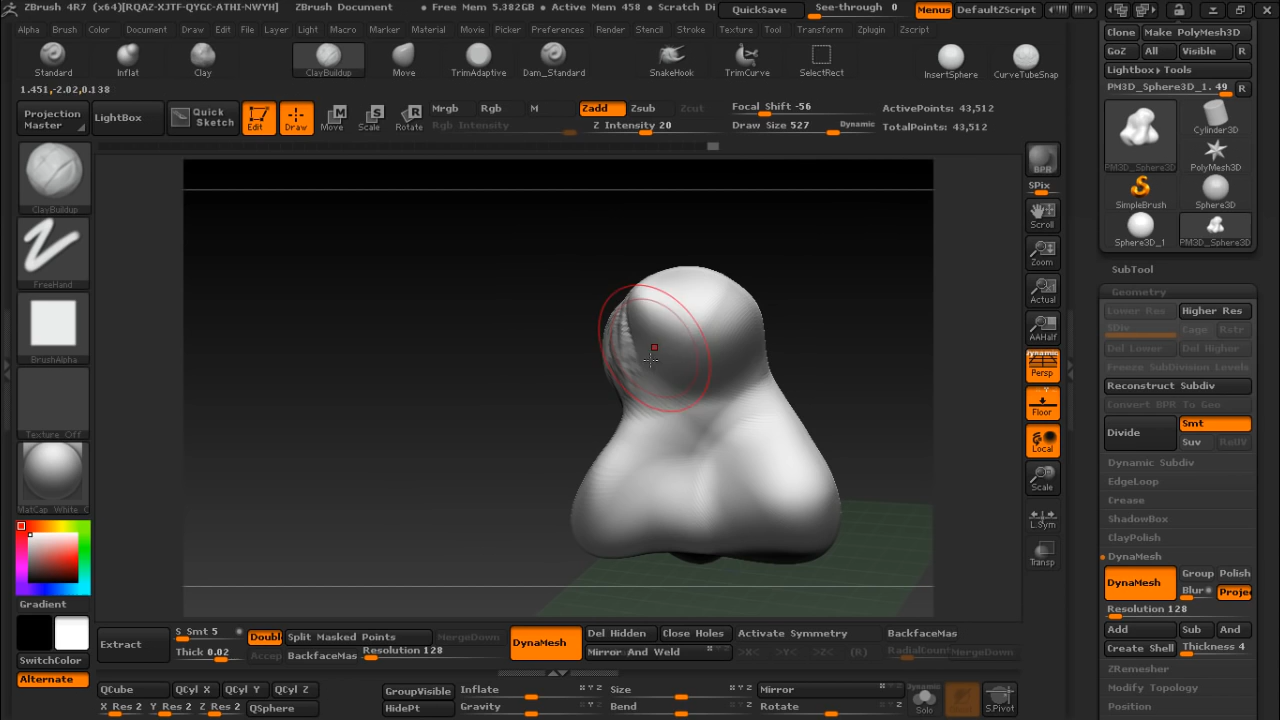 ZBrush 4R7 (x64)[RQAZ-XJTF-QYGC-ATHI-NWYH] ZBrush Document • Free Mem 5.382GB • Active Mem 458 • Scratch Di QuickSave See-through 0 Menus DefaultZScript
Alpha Brush Color Document Draw Edit File Layer Light Macro Marker Material Movie Picker Preferences Render Stencil Stroke Texture Tool Transform Zplugin Zscript
Standard Inflat Clay ClayBuildup Move TrimAdaptive Dam_Standard SnakeHook TrimCurve SelectRect InsertSphere CurveTubeSnap
1.451,-2.02,0.138
Projection Master LightBox Quick Sketch Edit Draw Move Scale Rotate
Mrgb Rgb M Zadd Zsub Zcut Focal Shift -56 ActivePoints: 43,512
Rgb Intensity Z Intensity 20 Draw Size 527 Dynamic TotalPoints: 43,512
ClayBuildup
FreeHand
BrushAlpha
Texture Off
MatCap White C
Gradient
SwitchColor
Alternate
BPR
SPix
Scroll
Zoom
Actual
AAHalf
Dynamic
Persp
Floor
Local
Scale
L.Sym
Transp
Clone Make PolyMesh3D
GoZ All Visible R
Lightbox▸Tools
PM3D_Sphere3D_1. 49 R
Cylinder3D
PM3D_Sphere3D PolyMesh3D
SimpleBrush Sphere3D
Sphere3D_1 PM3D_Sphere3D
SubTool
Geometry
Lower Res Higher Res
SDiv Cage Rstr
Del Lower Del Higher
Freeze SubDivision Levels
Reconstruct Subdiv
Convert BPR To Geo
Divide Smt
Suv ReUV
Dynamic Subdiv
EdgeLoop
Crease
ShadowBox
ClayPolish
DynaMesh
DynaMesh Group Polish
Blur Projec
Resolution 128
Add Sub And
Create Shell Thickness 4
ZRemesher
Modify Topology
Position
Extract S Smt 5 Doubl Split Masked Points MergeDown DynaMesh Del Hidden Close Holes Activate Symmetry BackfaceMas
Thick 0.02 Accep BackfaceMas Resolution 128 Mirror And Weld >X< >Y< >Z< (R) RadialCount MergeDown
QCube QCyl X QCyl Y QCyl Z GroupVisible Inflate Size Mirror Dynamic
X Res 2 Y Res 2 Z Res 2 QSphere HidePt Gravity Bend Rotate Solo S.Pivot